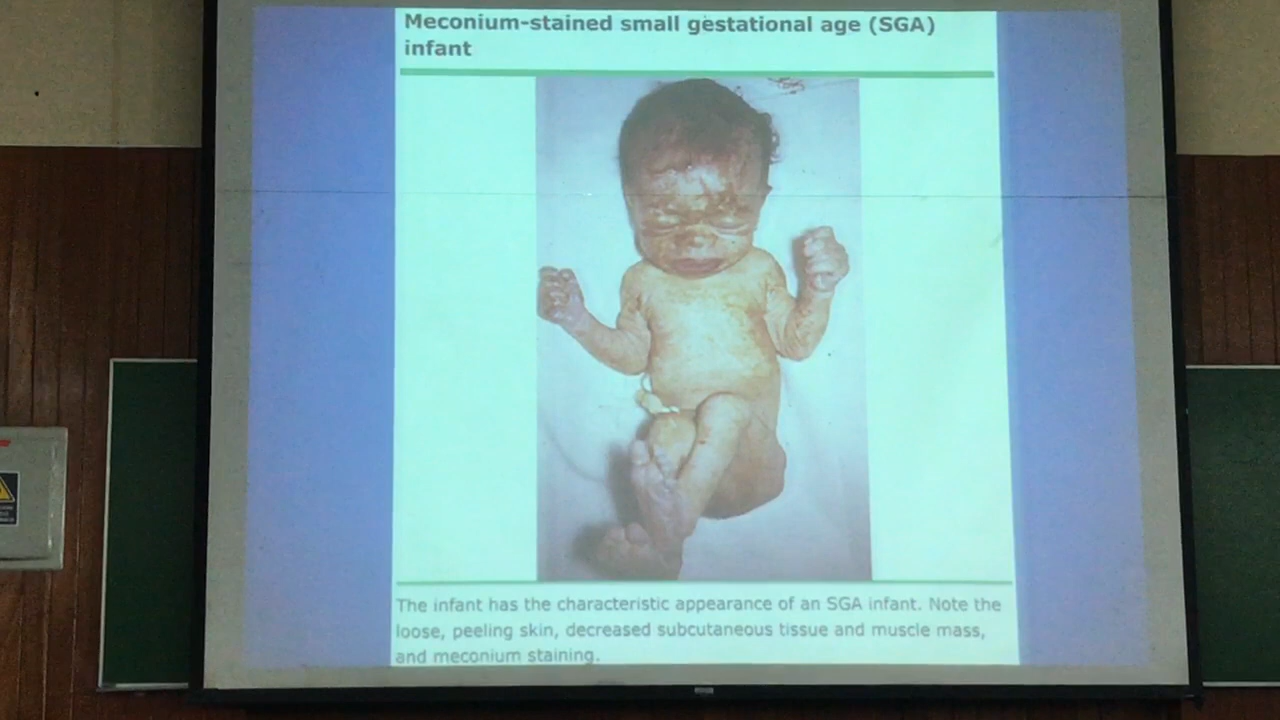 Meconium-stained small gestational age (SGA)
infant
The infant has the characteristic appearance of an SGA infant. Note the
loose, peeling skin, decreased subcutaneous tissue and muscle mass,
and meconium staining.